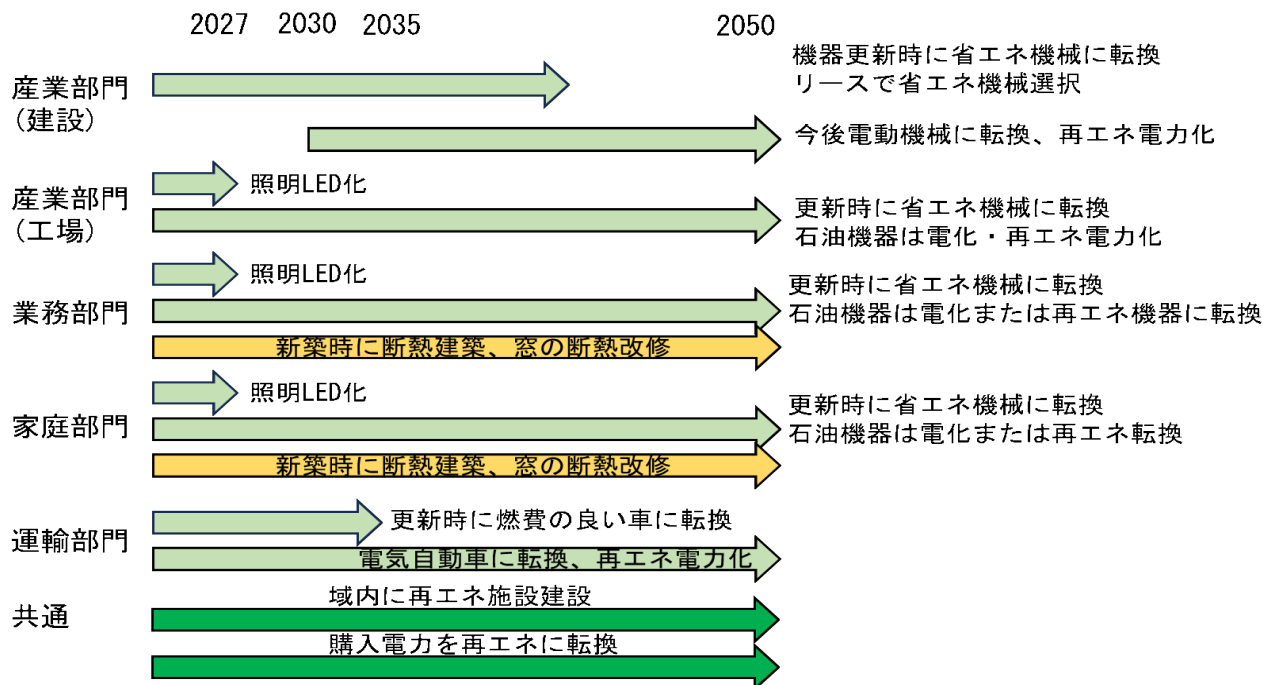 2027 2030 2035 2050
産業部門
(建設)
機器更新時に省エネ機械に転換
リースで省エネ機械選択
今後電動機械に転換、再エネ電力化
産業部門
(工場)
照明LED化
更新時に省エネ機械に転換
石油機器は電化・再エネ電力化
業務部門
照明LED化
更新時に省エネ機械に転換
石油機器は電化または再エネ機器に転換
新築時に断熱建築、窓の断熱改修
家庭部門
照明LED化
更新時に省エネ機械に転換
石油機器は電化または再エネ転換
新築時に断熱建築、窓の断熱改修
運輸部門
更新時に燃費の良い車に転換
電気自動車に転換、再エネ電力化
共通
域内に再エネ施設建設
購入電力を再エネに転換